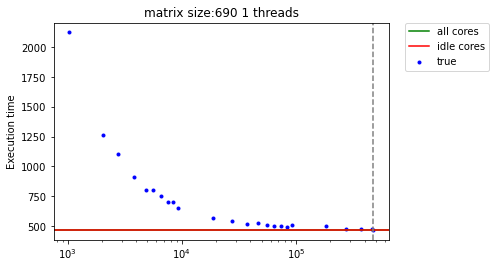 matrix size:690 1 threads
all cores
idle cores
true
Execution time
2000
1750
1500
1250
1000
750
500
10³
10⁴
10⁵